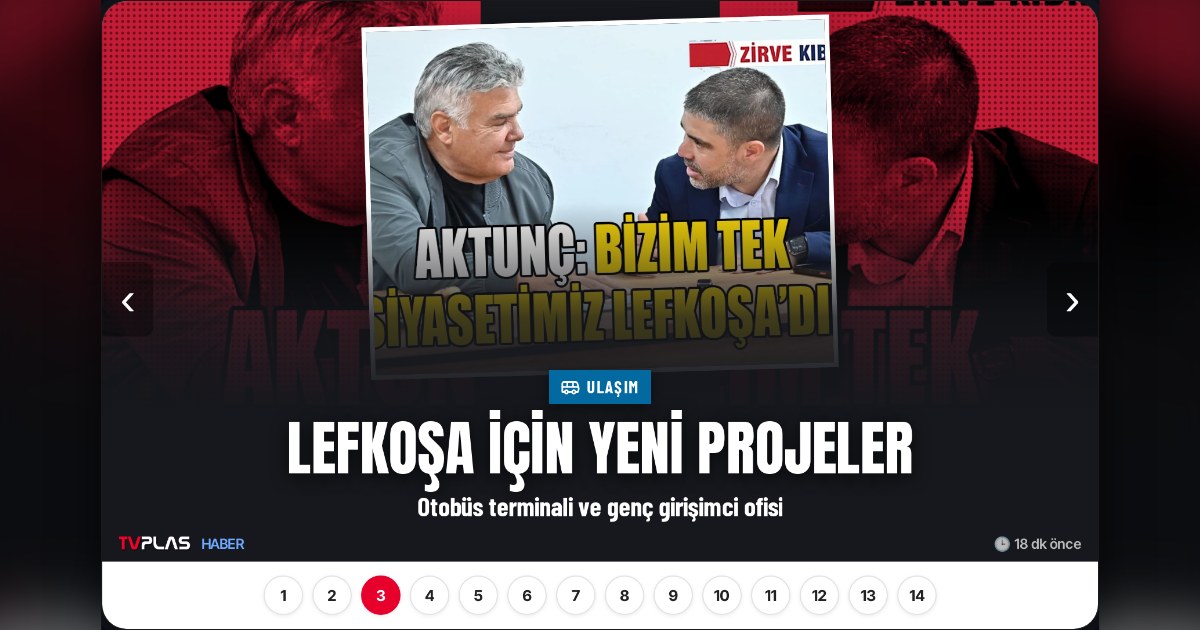 ZİRVE KIB
AKTUNÇ: BİZİM TEK
SİYASETİMİZ LEFKOŞA'DI
ULAŞIM
LEFKOŞA İÇİN YENİ PROJELER
Otobüs terminali ve genç girişimci ofisi
TVPLAS HABER
18 dk önce
1 2 3 4 5 6 7 8 9 10 11 12 13 14